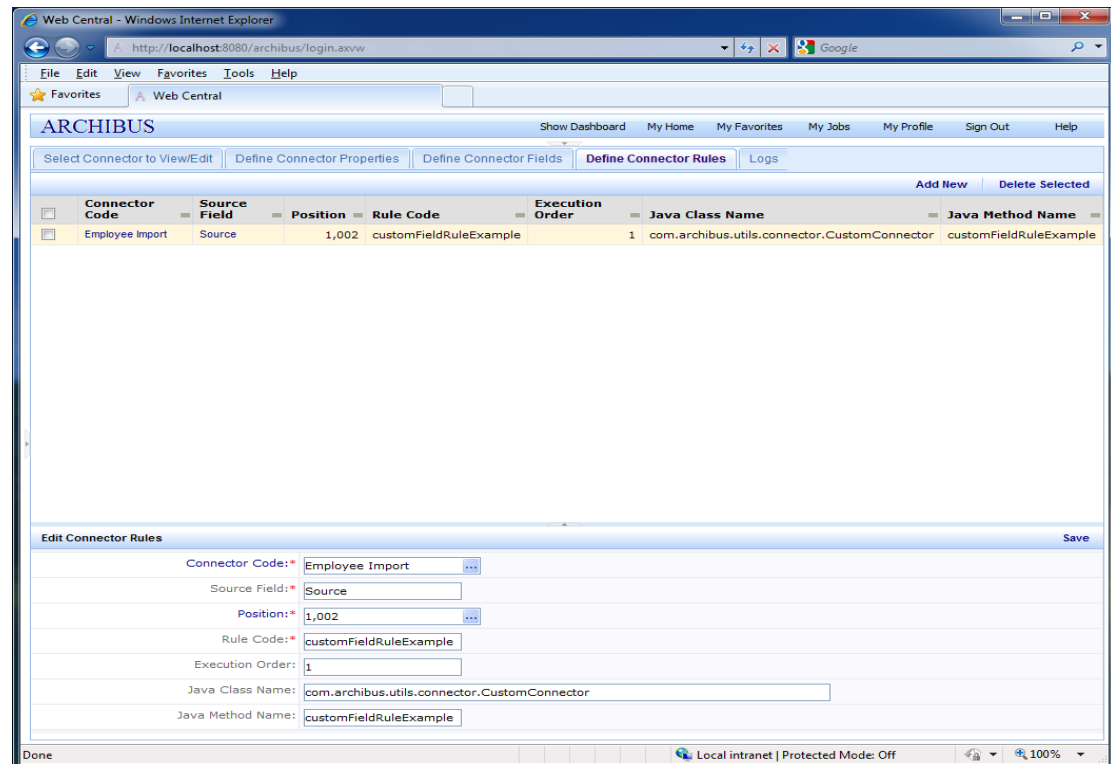 Web Central - Windows Internet Explorer
http://localhost:8080/archibus/login.axvw
Google
File Edit View Favorites Tools Help
Favorites Web Central
ARCHIBUS Show Dashboard My Home My Favorites My Jobs My Profile Sign Out Help
Select Connector to View/Edit Define Connector Properties Define Connector Fields Define Connector Rules Logs
Add New Delete Selected
Connector Code Source Field Position Rule Code Execution Order Java Class Name Java Method Name
Employee Import Source 1,002 customFieldRuleExample 1 com.archibus.utils.connector.CustomConnector customFieldRuleExample
Edit Connector Rules Save
Connector Code:* Employee Import ...
Source Field:* Source
Position:* 1,002 ...
Rule Code:* customFieldRuleExample
Execution Order: 1
Java Class Name: com.archibus.utils.connector.CustomConnector
Java Method Name: customFieldRuleExample
Done Local intranet | Protected Mode: Off 100%